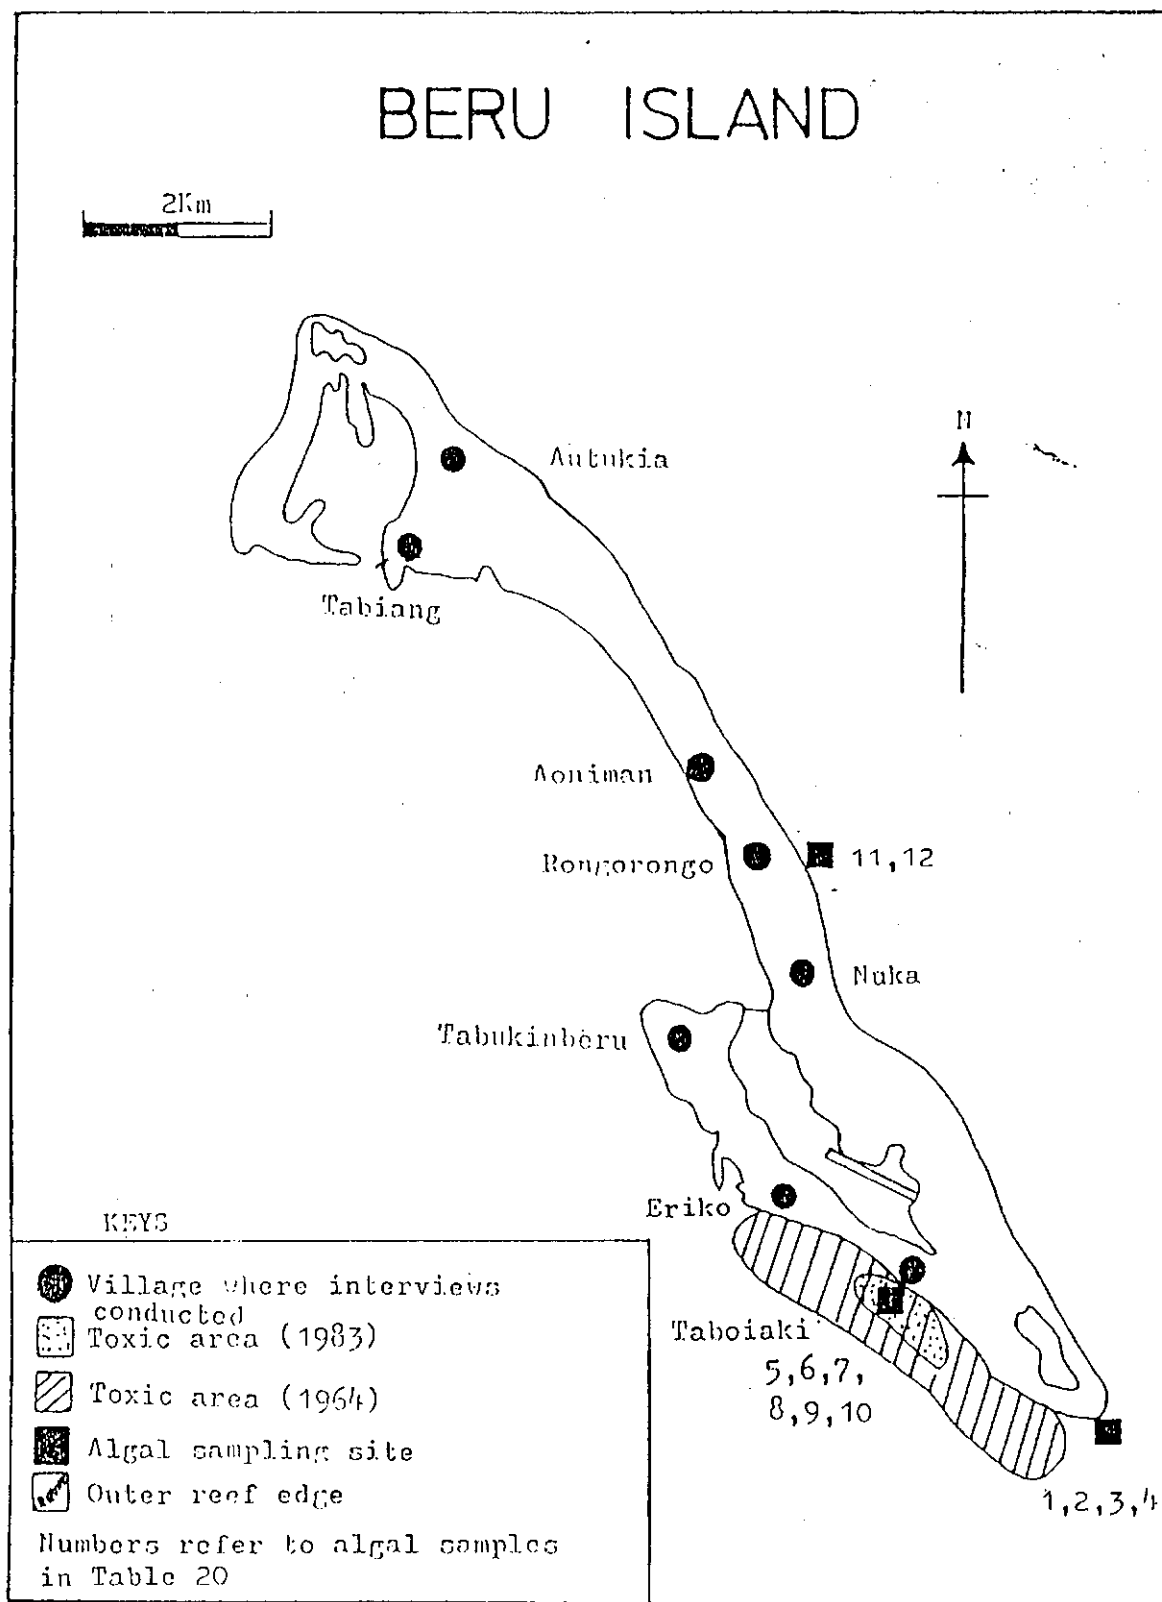 BERU ISLAND
2Km
N
Autukia
Tabiang
Aoniman
Rongorongo
11,12
Nuka
Tabukinberu
Eriko
Taboiaki
5,6,7,
8,9,10
1,2,3,4
KEYS
Village where interviews
conducted
Toxic area (1983)
Toxic area (1964)
Algal sampling site
Outer reef edge
Numbers refer to algal samples
in Table 20